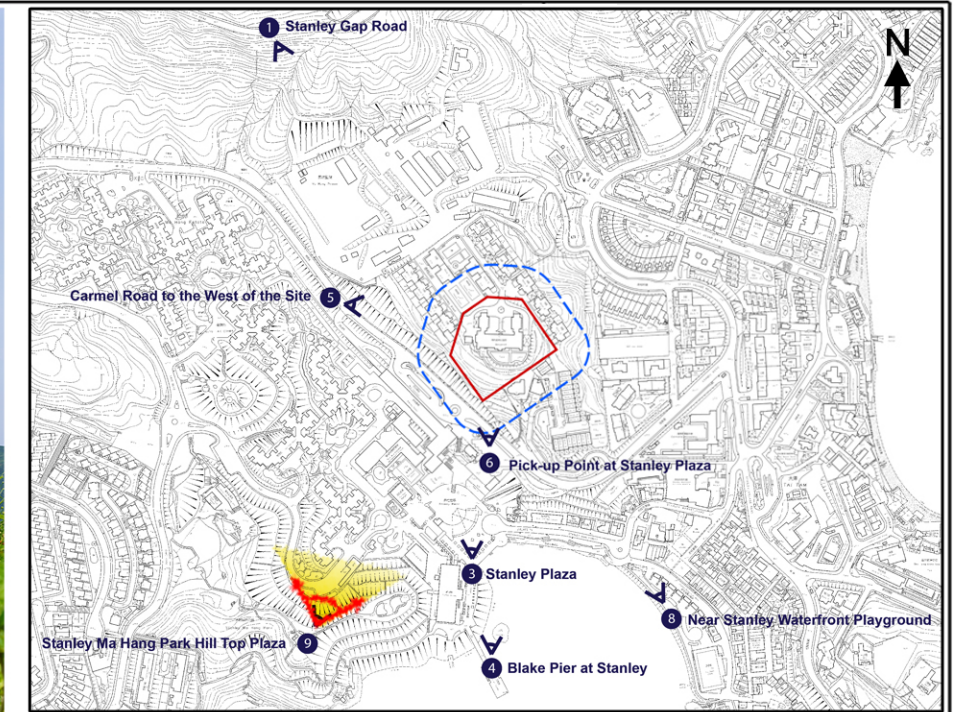 1 Stanley Gap Road
N
Carmel Road to the West of the Site 5
6 Pick-up Point at Stanley Plaza
3 Stanley Plaza
8 Near Stanley Waterfront Playground
Stanley Ma Hang Park Hill Top Plaza 9
4 Blake Pier at Stanley